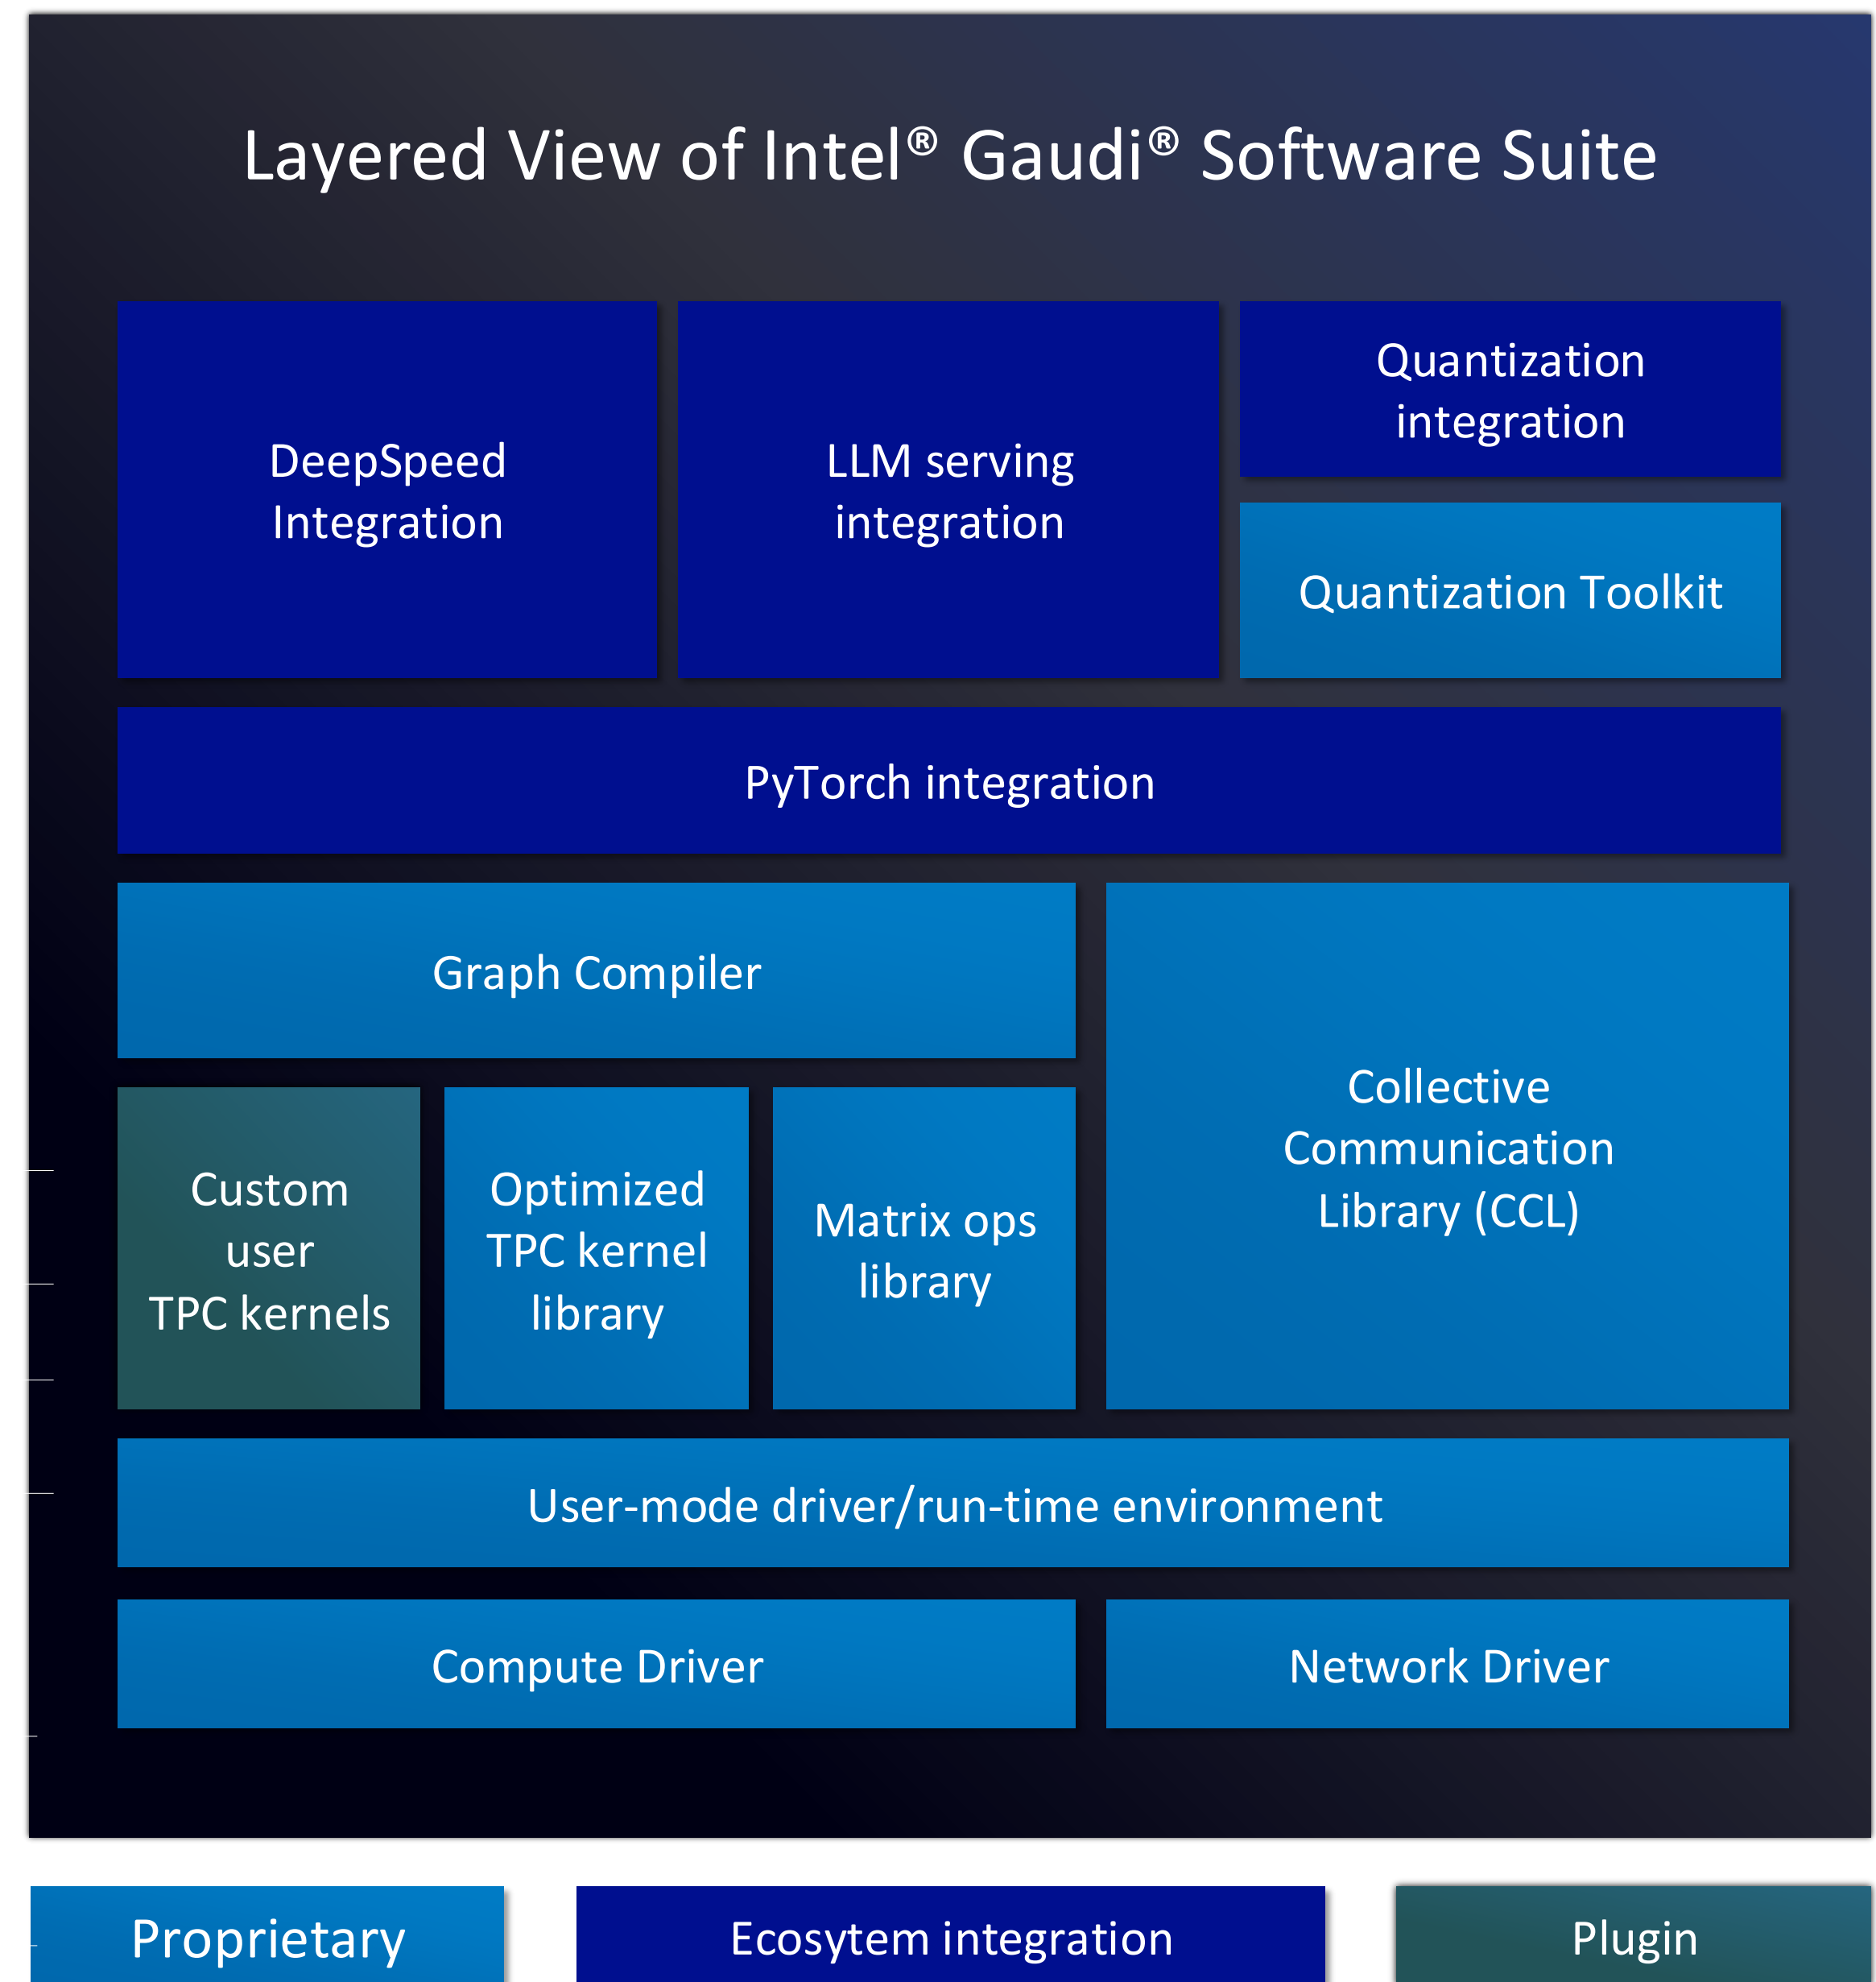 Layered View of Intel® Gaudi® Software Suite
DeepSpeed
Integration
LLM serving
integration
Quantization
integration
Quantization Toolkit
PyTorch integration
Graph Compiler
Collective
Communication
Library (CCL)
Custom
user
TPC kernels
Optimized
TPC kernel
library
Matrix ops
library
User-mode driver/run-time environment
Compute Driver
Network Driver
Proprietary
Ecosytem integration
Plugin